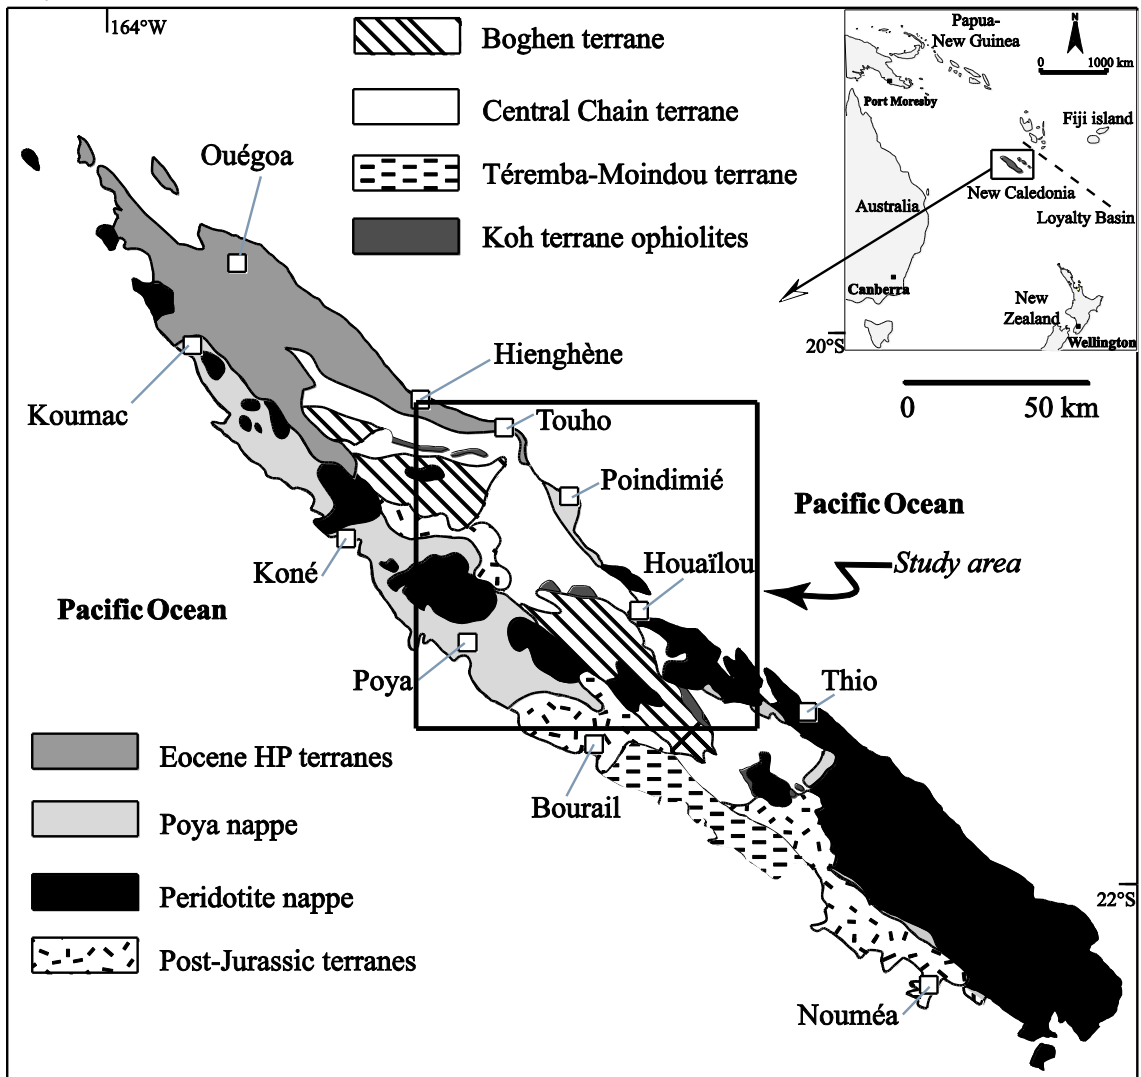 164°W
Boghen terrane
Central Chain terrane
Téremba-Moindou terrane
Koh terrane ophiolites
Papua-
New Guinea
N
0 1000 km
Port Moresby
Fiji island
New Caledonia
Loyalty Basin
Australia
Canberra
New
Zealand
Wellington
20°S
0 50 km
Ouégoa
Hienghène
Koumac
Touho
Poindimié
Pacific Ocean
Houaïlou
Study area
Koné
Pacific Ocean
Poya
Thio
Bourail
Eocene HP terranes
Poya nappe
Peridotite nappe
Post-Jurassic terranes
22°S
Nouméa